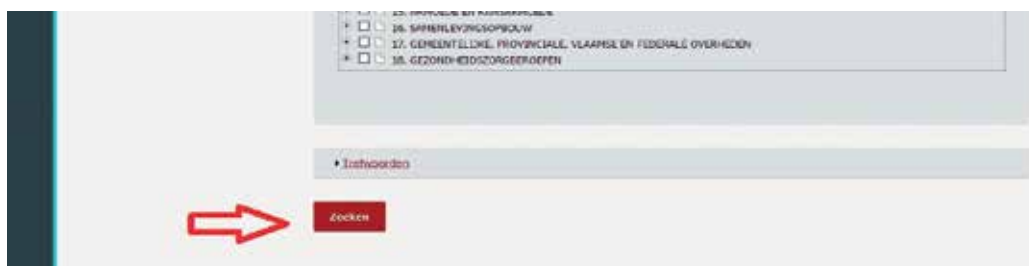 16. SAMENLEVINGSOPBOUW
17. GEMEENTELIJKE, PROVINCIALE, VLAAMSE EN FEDERALE OVERHEDEN
18. GEZONDHEIDSZORGBEROEPEN
Trefwoorden
Zoeken